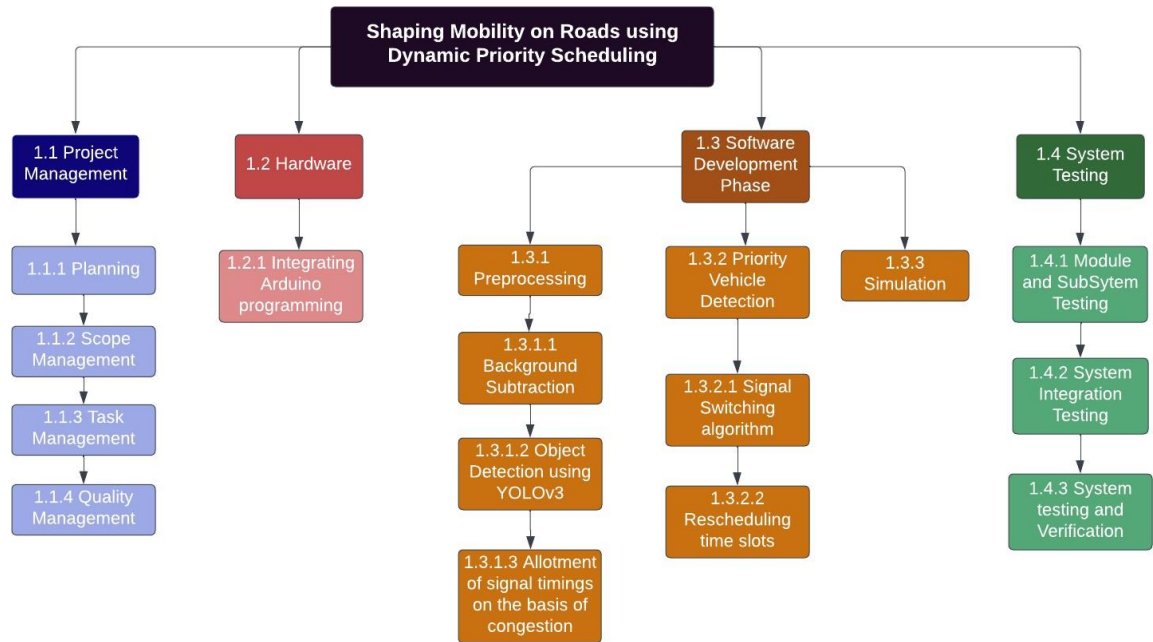 Shaping Mobility on Roads using
Dynamic Priority Scheduling
1.1 Project
Management
1.2 Hardware
1.3 Software
Development
Phase
1.4 System
Testing
1.1.1 Planning
1.1.2 Scope
Management
1.1.3 Task
Management
1.1.4 Quality
Management
1.2.1 Integrating
Arduino
programming
1.3.1
Preprocessing
1.3.1.1
Background
Subtraction
1.3.1.2 Object
Detection using
YOLOv3
1.3.1.3 Allotment
of signal timings
on the basis of
congestion
1.3.2 Priority
Vehicle
Detection
1.3.2.1 Signal
Switching
algorithm
1.3.2.2
Rescheduling
time slots
1.3.3
Simulation
1.4.1 Module
and SubSytem
Testing
1.4.2 System
Integration
Testing
1.4.3 System
testing and
Verification